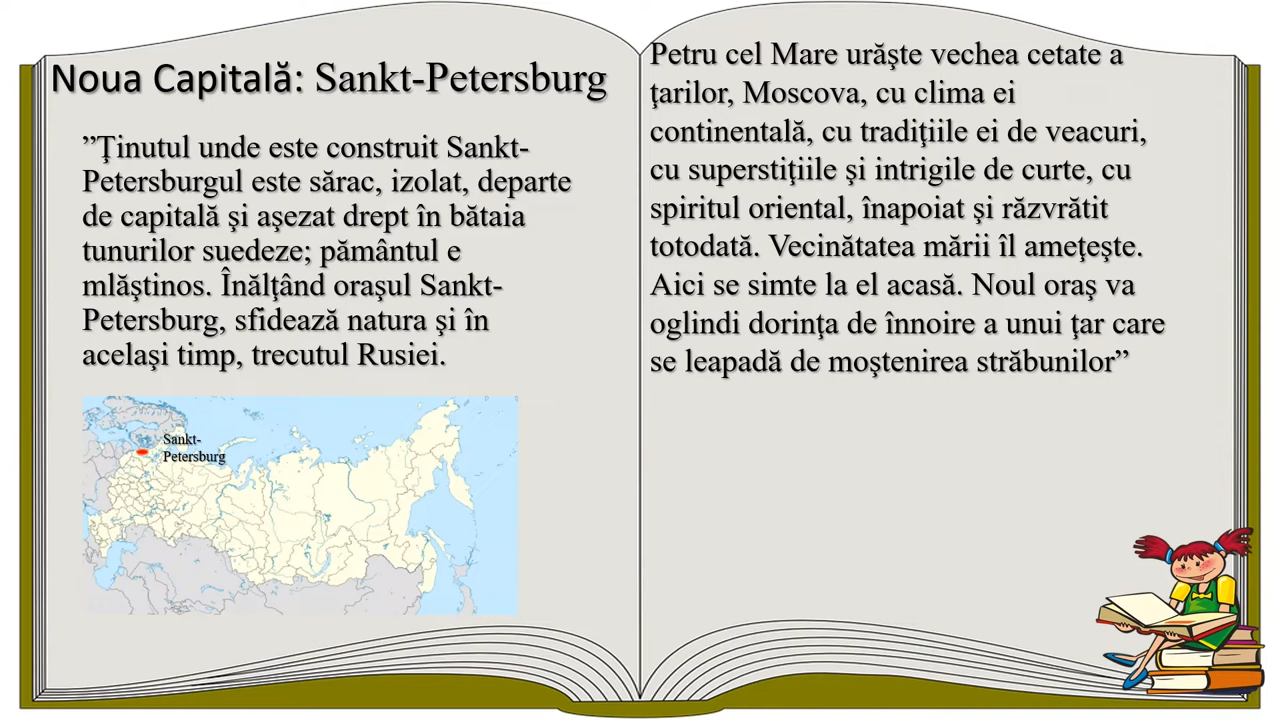 Noua Capitală: Sankt-Petersburg
”Ţinutul unde este construit Sankt-
Petersburgul este sărac, izolat, departe
de capitală şi aşezat drept în bătaia
tunurilor suedeze; pământul e
mlăştinos. Înălţând oraşul Sankt-
Petersburg, sfidează natura şi în
acelaşi timp, trecutul Rusiei.
Sankt-
Petersburg
Petru cel Mare urăşte vechea cetate a
ţarilor, Moscova, cu clima ei
continentală, cu tradiţiile ei de veacuri,
cu superstiţiile şi intrigile de curte, cu
spiritul oriental, înapoiat şi răzvrătit
totodată. Vecinătatea mării îl ameţeşte.
Aici se simte la el acasă. Noul oraş va
oglindi dorinţa de înnoire a unui ţar care
se leapadă de moştenirea străbunilor”